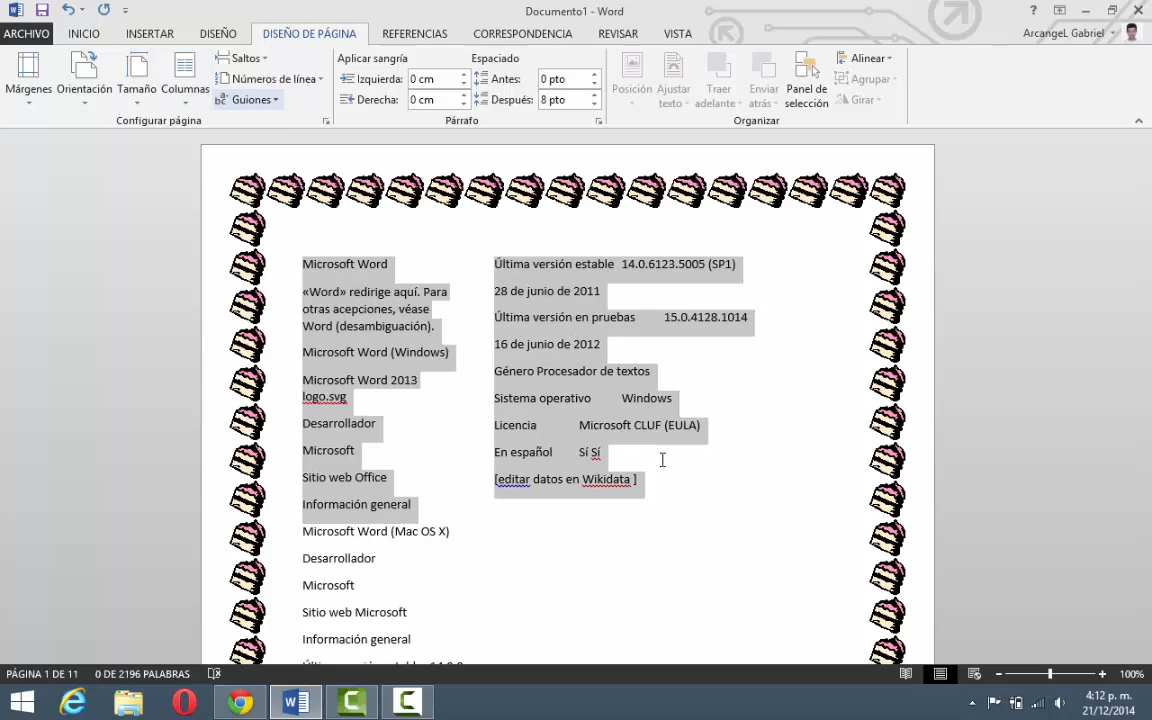 Documento1 - Word
ARCHIVO INICIO INSERTAR DISEÑO DISEÑO DE PÁGINA REFERENCIAS CORRESPONDENCIA REVISAR VISTA ArcangeL Gabriel
Márgenes
Orientación
Tamaño
Columnas
Saltos
Números de línea
Guiones
Configurar página
Aplicar sangría
Izquierda: 0 cm
Derecha: 0 cm
Espaciado
Antes: 0 pto
Después: 8 pto
Párrafo
Posición
Ajustar
texto
Traer
adelante
Enviar
atrás
Panel de
selección
Alinear
Agrupar
Girar
Organizar
Microsoft Word
«Word» redirige aquí. Para
otras acepciones, véase
Word (desambiguación).
Microsoft Word (Windows)
Microsoft Word 2013
logo.svg
Desarrollador
Microsoft
Sitio web Office
Información general
Microsoft Word (Mac OS X)
Desarrollador
Microsoft
Sitio web Microsoft
Información general
Última versión estable 14.0.6123.5005 (SP1)
28 de junio de 2011
Última versión en pruebas 15.0.4128.1014
16 de junio de 2012
Género Procesador de textos
Sistema operativo Windows
Licencia Microsoft CLUF (EULA)
En español Sí Sí
[editar datos en Wikidata ]
PÁGINA 1 DE 11 0 DE 2196 PALABRAS 100%
4:12 p. m.
21/12/2014